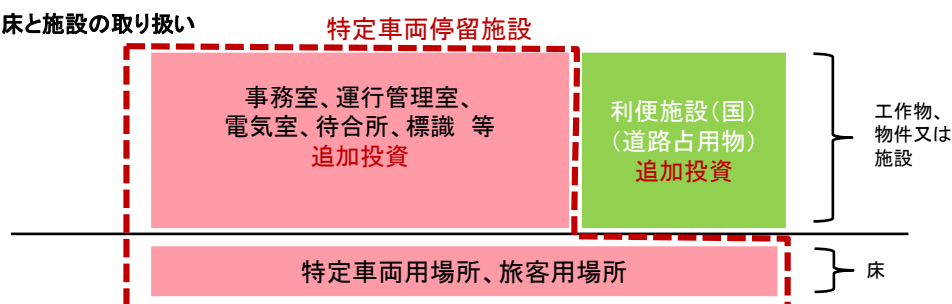 床と施設の取り扱い
特定車両停留施設
事務室、運行管理室、
電気室、待合所、標識 等
追加投資
利便施設（国）
（道路占用物）
追加投資
工作物、
物件又は
施設
特定車両用場所、旅客用場所
床